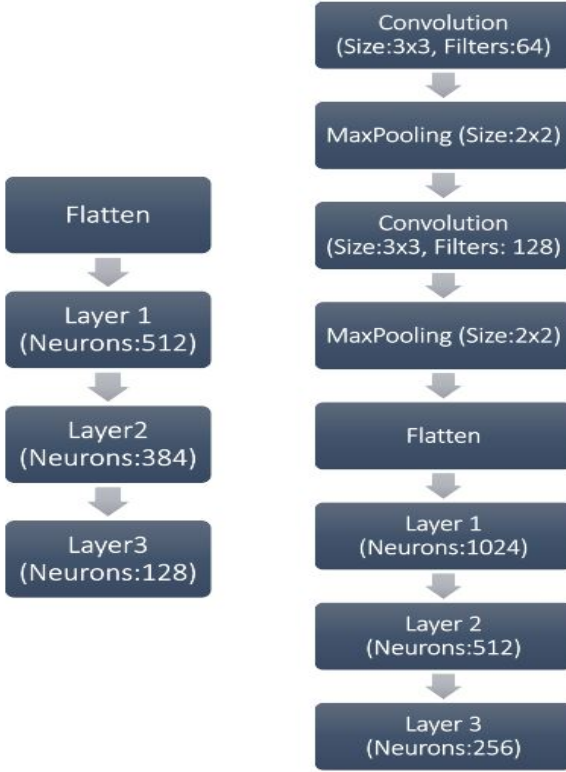 Flatten
Layer 1
(Neurons:512)
Layer2
(Neurons:384)
Layer3
(Neurons:128)
Convolution
(Size:3x3, Filters:64)
MaxPooling (Size:2x2)
Convolution
(Size:3x3, Filters: 128)
MaxPooling (Size:2x2)
Flatten
Layer 1
(Neurons:1024)
Layer 2
(Neurons:512)
Layer 3
(Neurons:256)